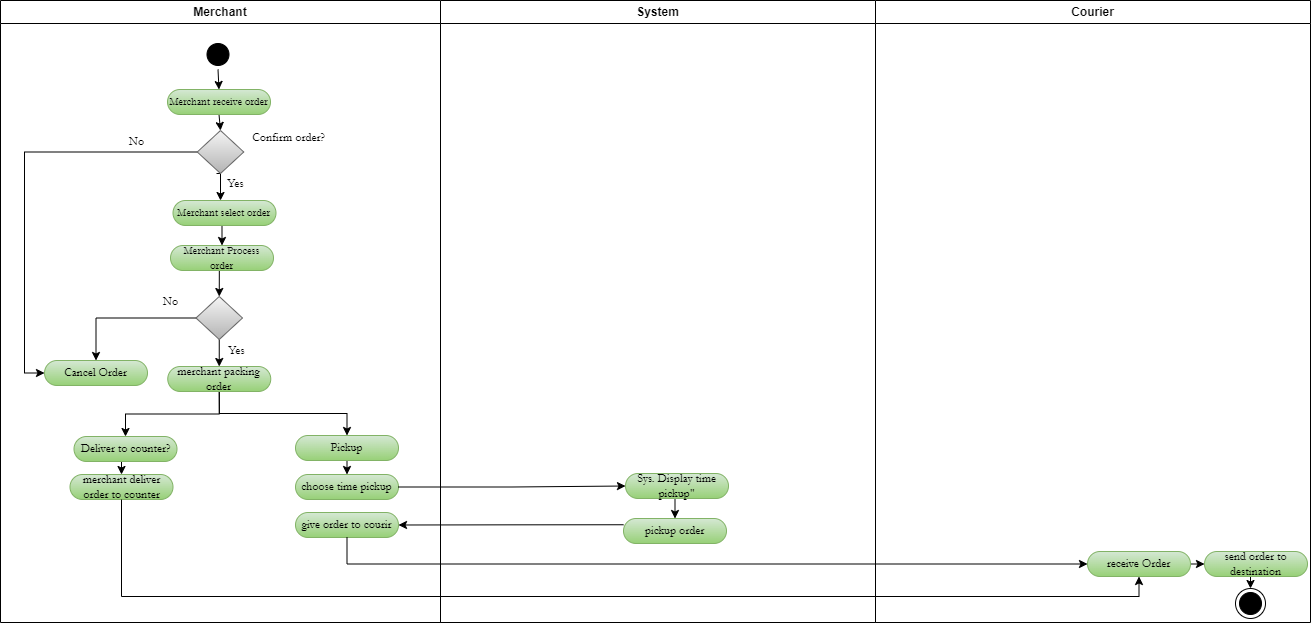 Merchant
System
Courier
Merchant receive order
No
Confirm order?
Yes
Merchant select order
Merchant Process
order
No
Yes
Cancel Order
merchant packing
order
Deliver to counter?
Pickup
merchant deliver
order to counter
choose time pickup
Sys. Display time
pickup"
give order to courir
pickup order
receive Order
send order to
destination